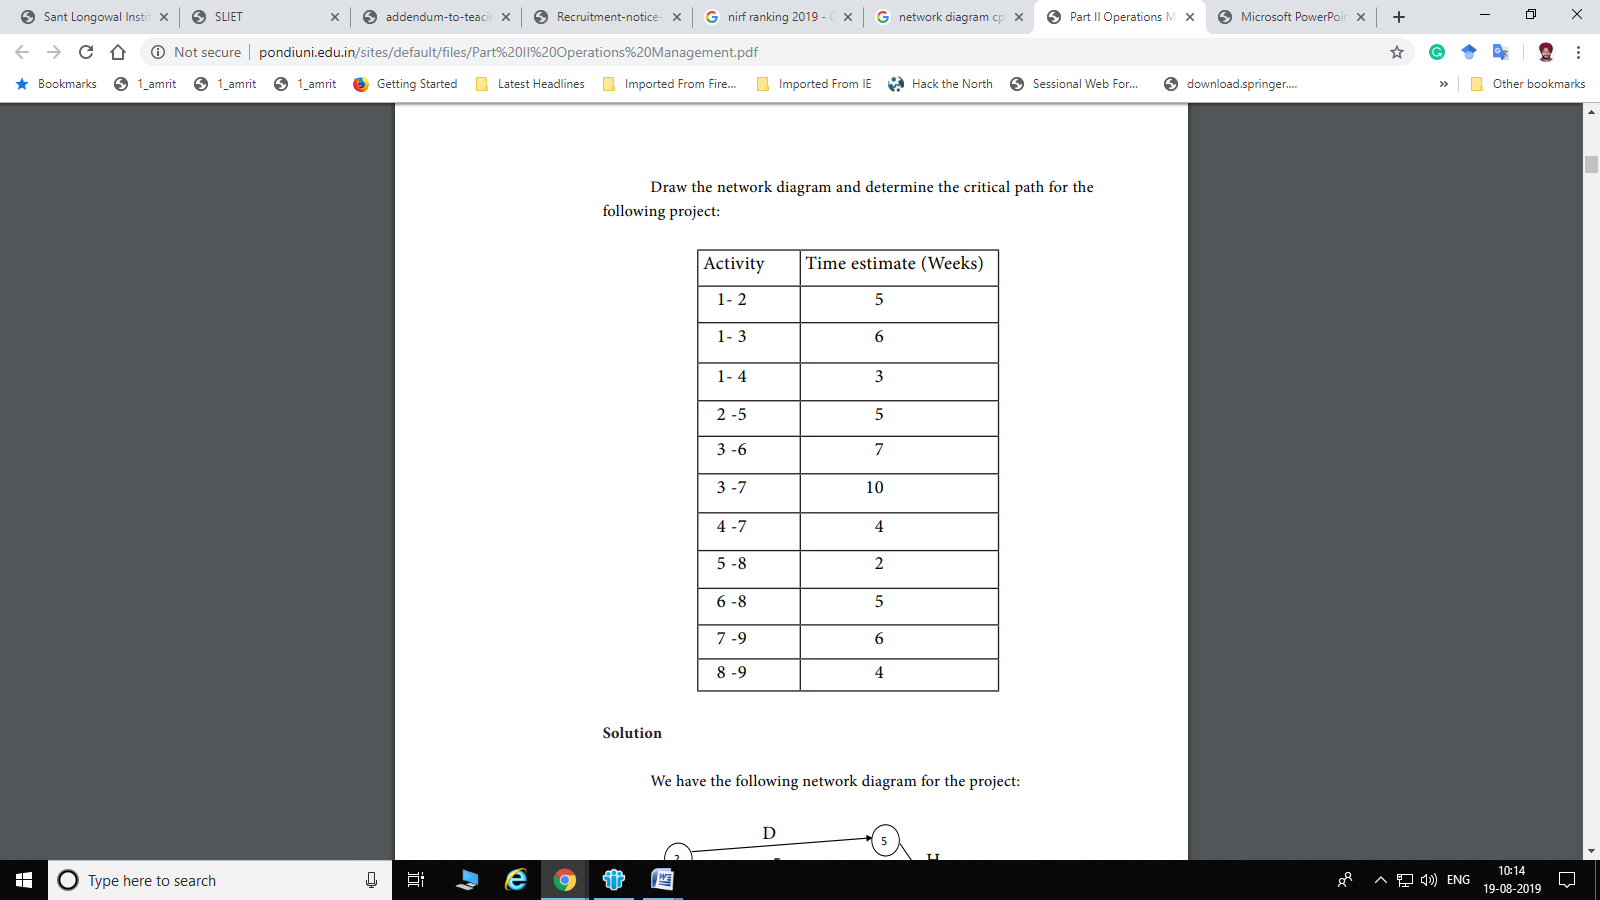 Sant Longowal Instit
SLIET
addendum-to-teacin
Recruitment-notice-
nirf ranking 2019 - G
network diagram cp
Part II Operations M
Microsoft PowerPoin
Not secure | pondiuni.edu.in/sites/default/files/Part%20II%20Operations%20Management.pdf
Bookmarks 1_amrit 1_amrit 1_amrit Getting Started Latest Headlines Imported From Fire... Imported From IE Hack the North Sessional Web For... download.springer.... » Other bookmarks
Draw the network diagram and determine the critical path for the
following project:
Activity Time estimate (Weeks)
1- 2 5
1- 3 6
1- 4 3
2 -5 5
3 -6 7
3 -7 10
4 -7 4
5 -8 2
6 -8 5
7 -9 6
8 -9 4
Solution
We have the following network diagram for the project:
D
5
2
H
Type here to search
ENG
10:14
19-08-2019